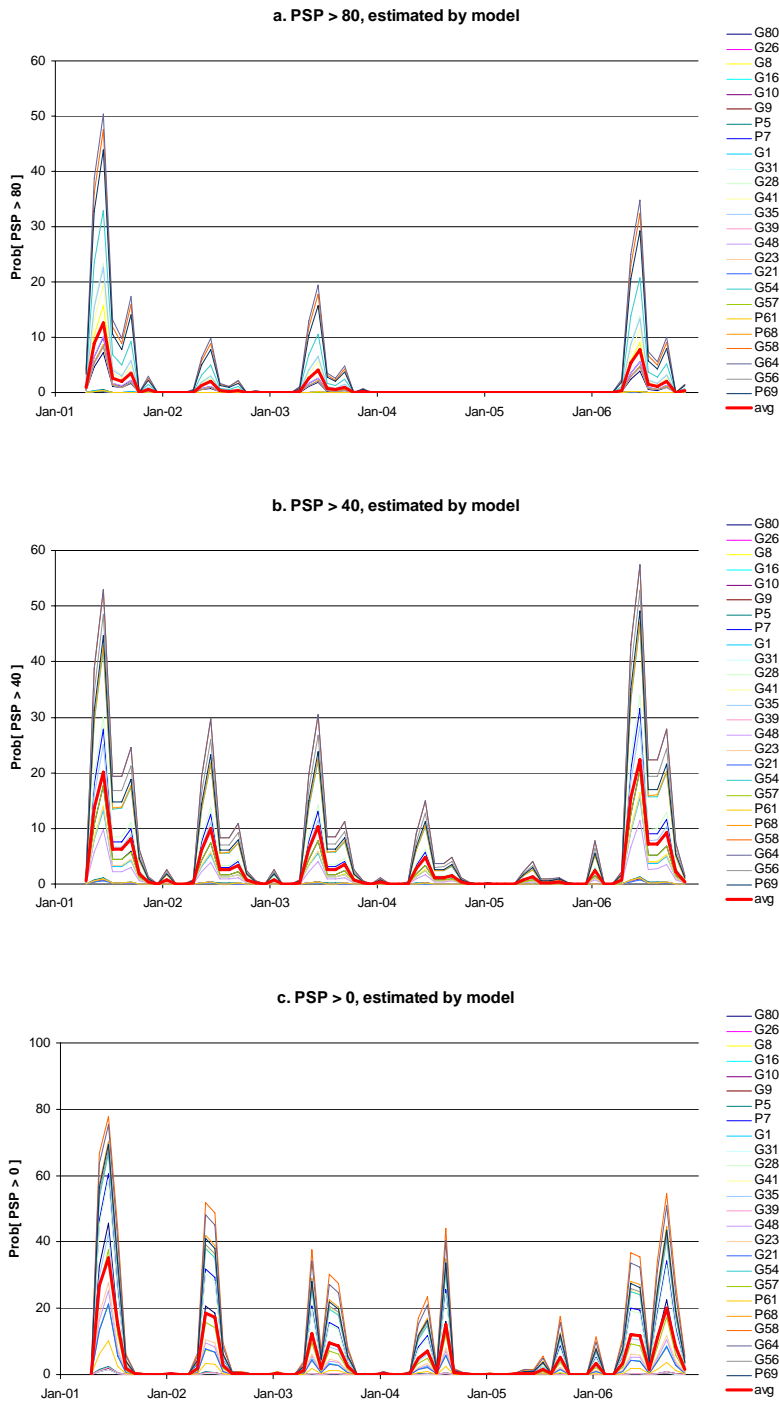 a. PSP > 80, estimated by model
Prob[ PSP > 80 ]
60
50
40
30
20
10
0
Jan-01 Jan-02 Jan-03 Jan-04 Jan-05 Jan-06
G80
G26
G8
G16
G10
G9
P5
P7
G1
G31
G28
G41
G35
G39
G48
G23
G21
G54
G57
P61
P68
G58
G64
G56
P69
avg
b. PSP > 40, estimated by model
Prob[ PSP > 40 ]
60
50
40
30
20
10
0
Jan-01 Jan-02 Jan-03 Jan-04 Jan-05 Jan-06
G80
G26
G8
G16
G10
G9
P5
P7
G1
G31
G28
G41
G35
G39
G48
G23
G21
G54
G57
P61
P68
G58
G64
G56
P69
avg
c. PSP > 0, estimated by model
Prob[ PSP > 0 ]
100
80
60
40
20
0
Jan-01 Jan-02 Jan-03 Jan-04 Jan-05 Jan-06
G80
G26
G8
G16
G10
G9
P5
P7
G1
G31
G28
G41
G35
G39
G48
G23
G21
G54
G57
P61
P68
G58
G64
G56
P69
avg